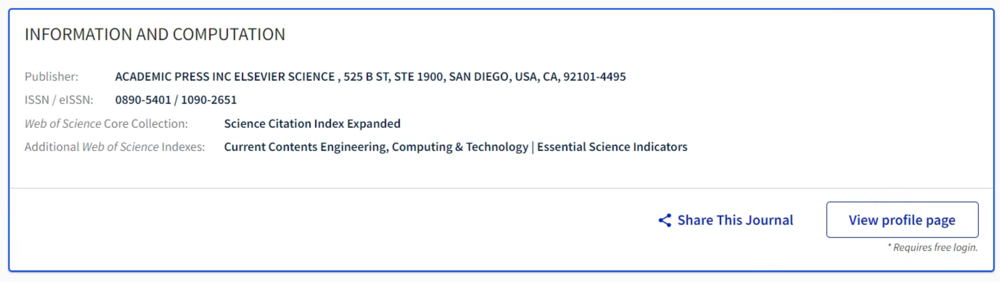 INFORMATION AND COMPUTATION
Publisher: ACADEMIC PRESS INC ELSEVIER SCIENCE , 525 B ST, STE 1900, SAN DIEGO, USA, CA, 92101-4495
ISSN / eISSN: 0890-5401 / 1090-2651
Web of Science Core Collection: Science Citation Index Expanded
Additional Web of Science Indexes: Current Contents Engineering, Computing & Technology | Essential Science Indicators
Share This Journal View profile page
* Requires free login.